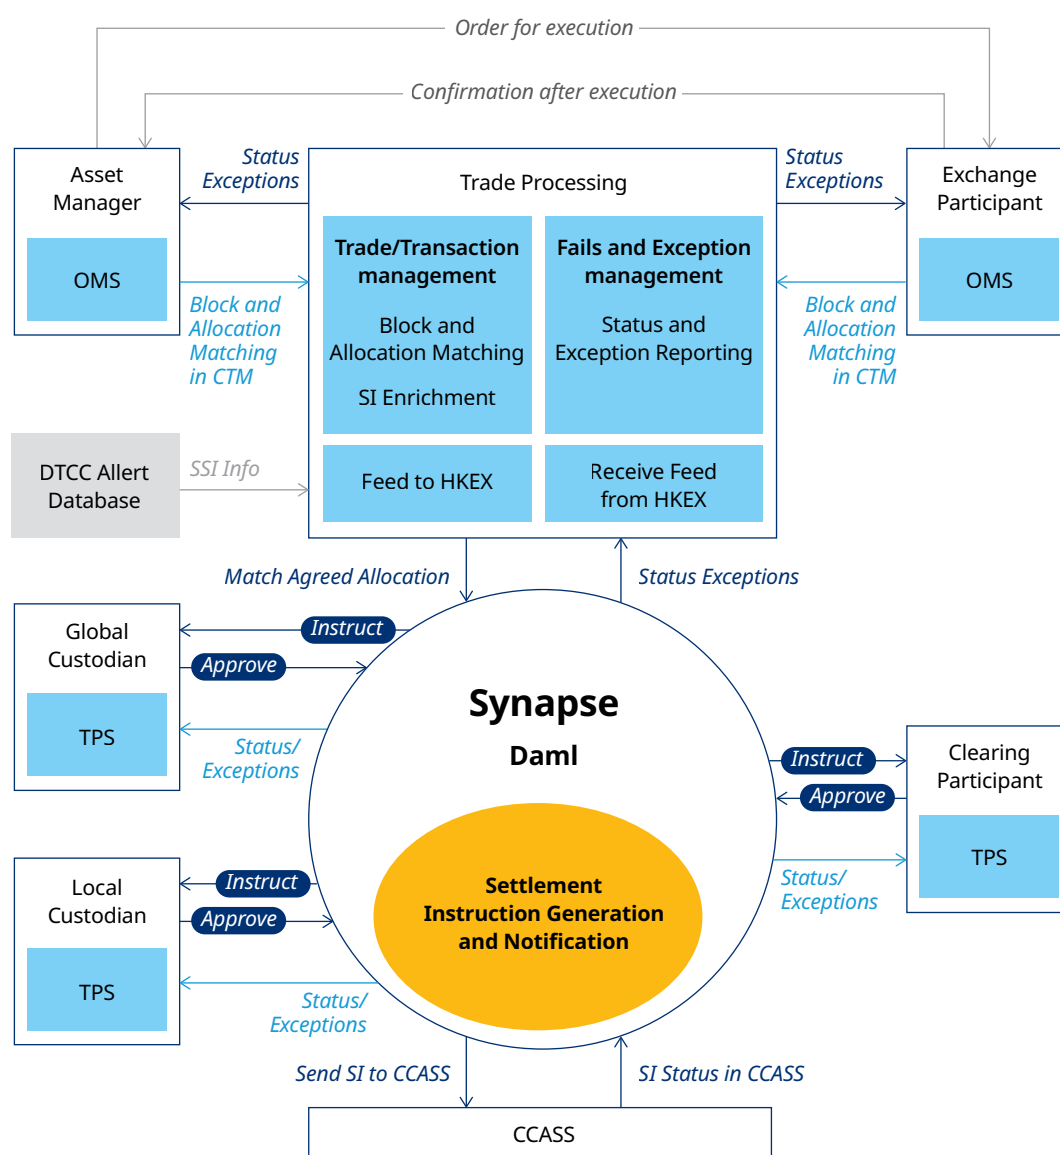 Order for execution
Confirmation after execution
Asset
Manager
OMS
Status
Exceptions
Block and
Allocation
Matching
in CTM
Trade Processing
Trade/Transaction
management
Block and
Allocation Matching
SI Enrichment
Fails and Exception
management
Status and
Exception Reporting
Feed to HKEX
Receive Feed
from HKEX
Status
Exceptions
Block and
Allocation
Matching
in CTM
Exchange
Participant
OMS
DTCC Allert
Database
SSI Info
Match Agreed Allocation
Status Exceptions
Global
Custodian
TPS
Instruct
Approve
Status/
Exceptions
Synapse
Daml
Settlement
Instruction Generation
and Notification
Instruct
Approve
Status/
Exceptions
Clearing
Participant
TPS
Local
Custodian
TPS
Instruct
Approve
Status/
Exceptions
Send SI to CCASS
SI Status in CCASS
CCASS